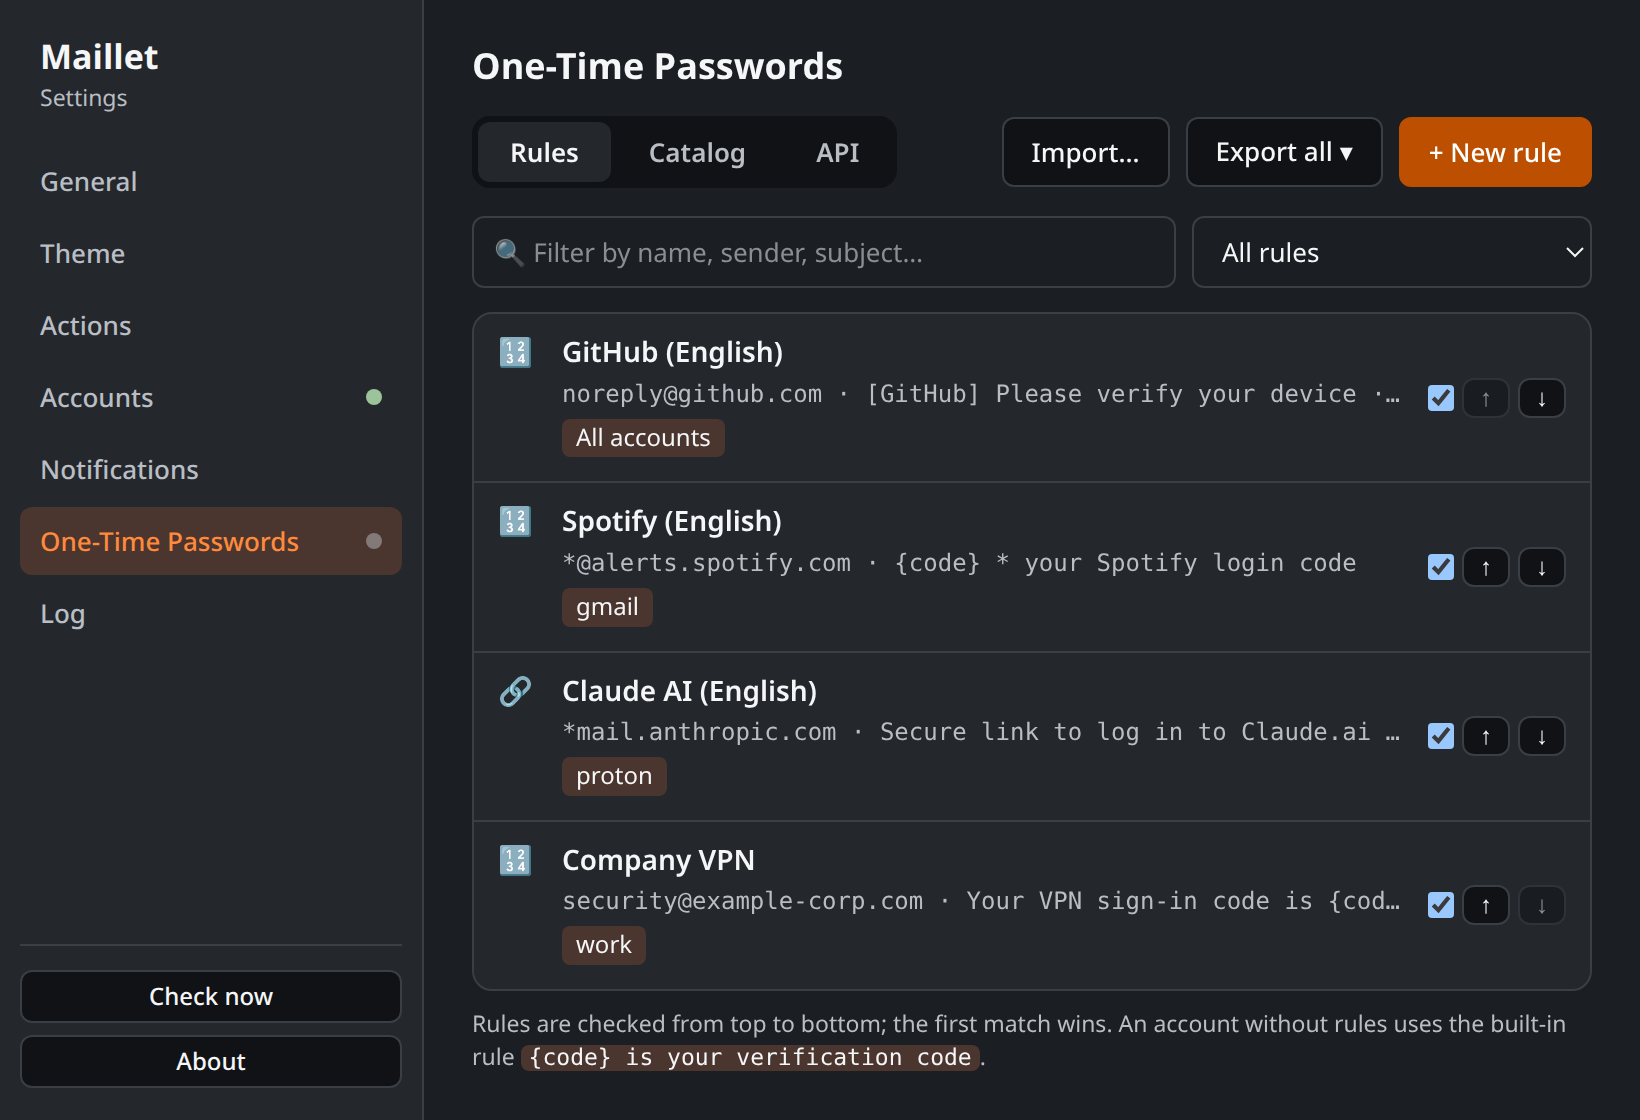 Maillet
Settings
General
Theme
Actions
Accounts
Notifications
One-Time Passwords
Log
Check now
About
One-Time Passwords
Rules
Catalog
API
Import...
Export all ▾
+ New rule
🔍 Filter by name, sender, subject...
All rules
🔢 GitHub (English)
noreply@github.com · [GitHub] Please verify your device ·…
All accounts
↑ ↓
🔢 Spotify (English)
*@alerts.spotify.com · {code} * your Spotify login code
gmail
↑ ↓
🔗 Claude AI (English)
*mail.anthropic.com · Secure link to log in to Claude.ai …
proton
↑ ↓
🔢 Company VPN
security@example-corp.com · Your VPN sign-in code is {cod…
work
↑ ↓
Rules are checked from top to bottom; the first match wins. An account without rules uses the built-in
rule {code} is your verification code.